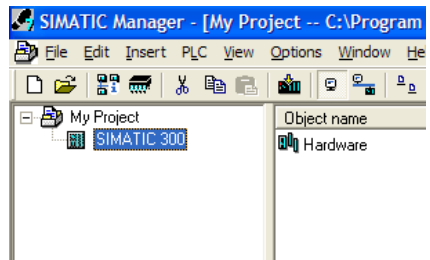 SIMATIC Manager - [My Project -- C:\Program
File Edit Insert PLC View Options Window He
My Project
SIMATIC 300
Object name
Hardware